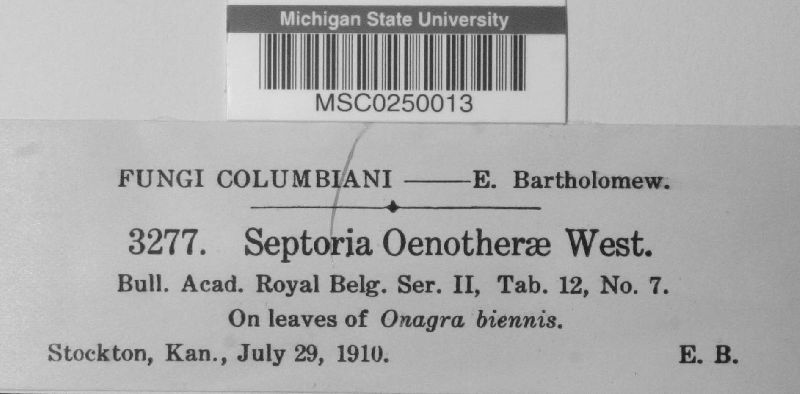 Michigan State University
MSC0250013
FUNGI COLUMBIANI —— E. Bartholomew.
3277. Septoria Oenotheræ West.
Bull. Acad. Royal Belg. Ser. II, Tab. 12, No. 7.
On leaves of Onagra biennis.
Stockton, Kan., July 29, 1910. E. B.